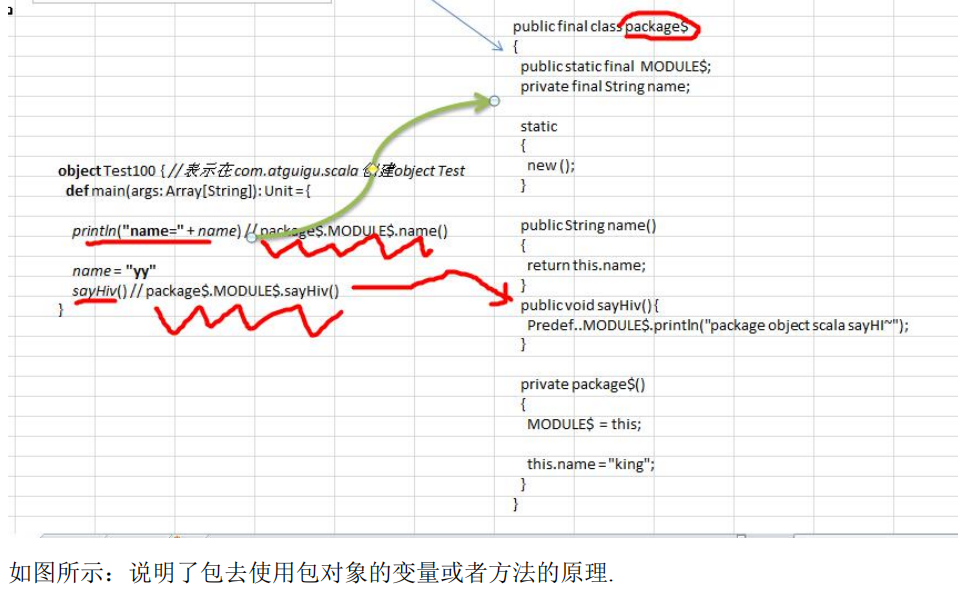 object Test100 { //表示在com.atguigu.scala 创建object Test
def main(args: Array[String]): Unit = {
println("name=" + name) // package$.MODULE$.name()
name = "yy"
sayHiv() // package$.MODULE$.sayHiv()
}
public final class package$
{
public static final MODULE$;
private final String name;
static
{
new ();
}
public String name()
{
return this.name;
}
public void sayHiv(){
Predef..MODULE$.println("package object scala sayHI~");
}
private package$()
{
MODULE$ = this;
this.name = "king";
}
}
如图所示：说明了包去使用包对象的变量或者方法的原理.